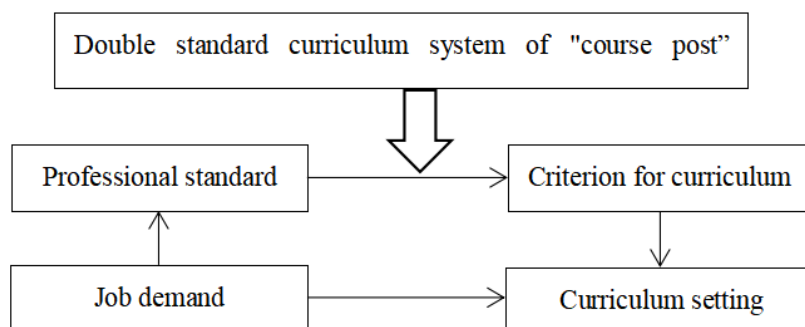 Double standard curriculum system of "course post”
Professional standard
Criterion for curriculum
Job demand
Curriculum setting